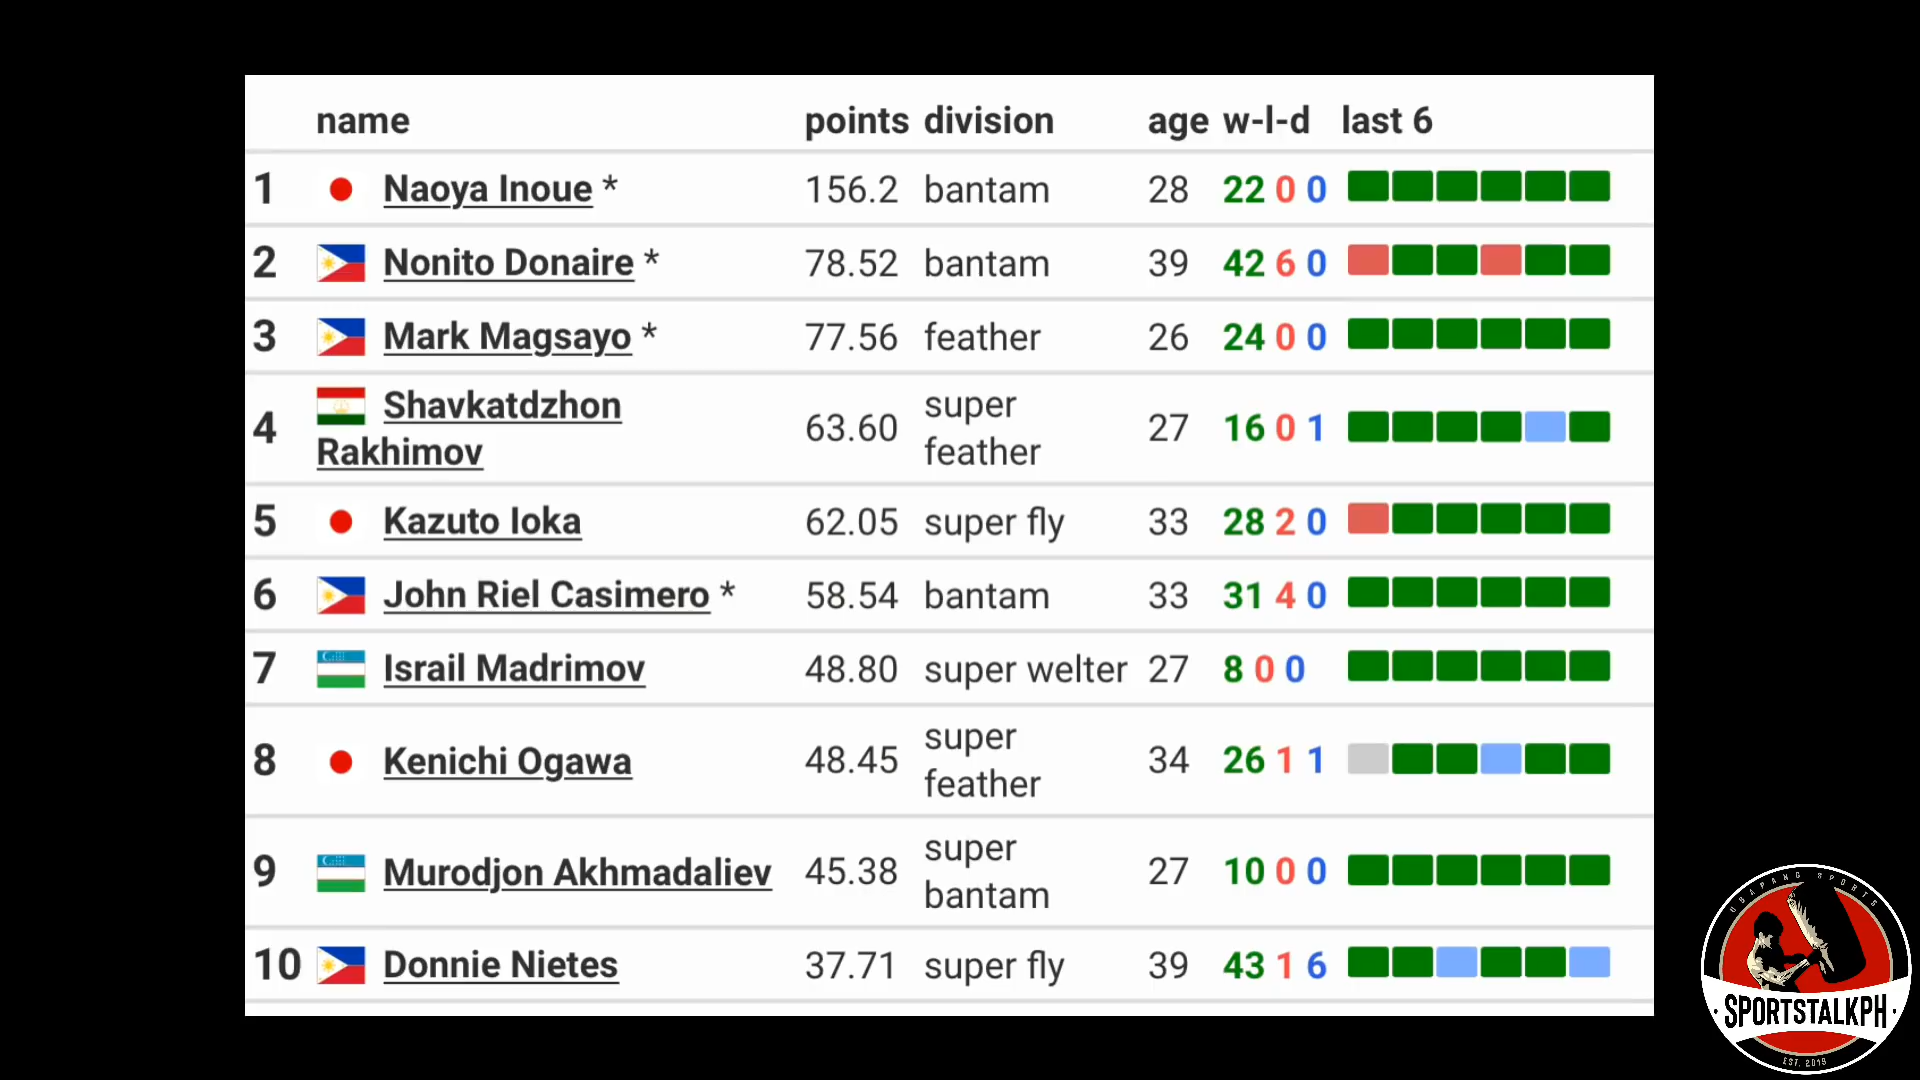 name points division age w-l-d last 6
1 Naoya Inoue * 156.2 bantam 28 22 0 0
2 Nonito Donaire * 78.52 bantam 39 42 6 0
3 Mark Magsayo * 77.56 feather 26 24 0 0
4 Shavkatdzhon Rakhimov 63.60 super feather 27 16 0 1
5 Kazuto Ioka 62.05 super fly 33 28 2 0
6 John Riel Casimero * 58.54 bantam 33 31 4 0
7 Israil Madrimov 48.80 super welter 27 8 0 0
8 Kenichi Ogawa 48.45 super feather 34 26 1 1
9 Murodjon Akhmadaliev 45.38 super bantam 27 10 0 0
10 Donnie Nietes 37.71 super fly 39 43 1 6
USAPANG SPORTS
· SPORTSTALKPH ·
EST. 2019